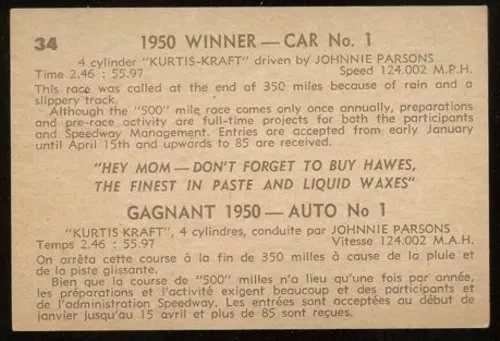 34
1950 WINNER — CAR No. 1
4 cylinder "KURTIS-KRAFT" driven by JOHNNIE PARSONS
Time 2.46 : 55.97 Speed 124.002 M.P.H.
This race was called at the end of 350 miles because of rain and a
slippery track.
Although the "500" mile race comes only once annually, preparations
and pre-race activity are full-time projects for both the participants
and Speedway Management. Entries are accepted from early January
until April 15th and upwards to 85 are received.
"HEY MOM — DON'T FORGET TO BUY HAWES,
THE FINEST IN PASTE AND LIQUID WAXES"
GAGNANT 1950 — AUTO No 1
"KURTIS KRAFT", 4 cylindres, conduite par JOHNNIE PARSONS
Temps 2.46 : 55.97 Vitesse 124.002 M.A.H.
On arrêta cette course à la fin de 350 milles à cause de la pluie et
de la piste glissante.
Bien que la course de "500" milles n'a lieu qu'une fois par année,
les préparations et l'activité exigent beaucoup et des participants et
de l'administration Speedway. Les entrées sont acceptées au début de
janvier jusqu'au 15 avril et plus de 85 sont reçues.